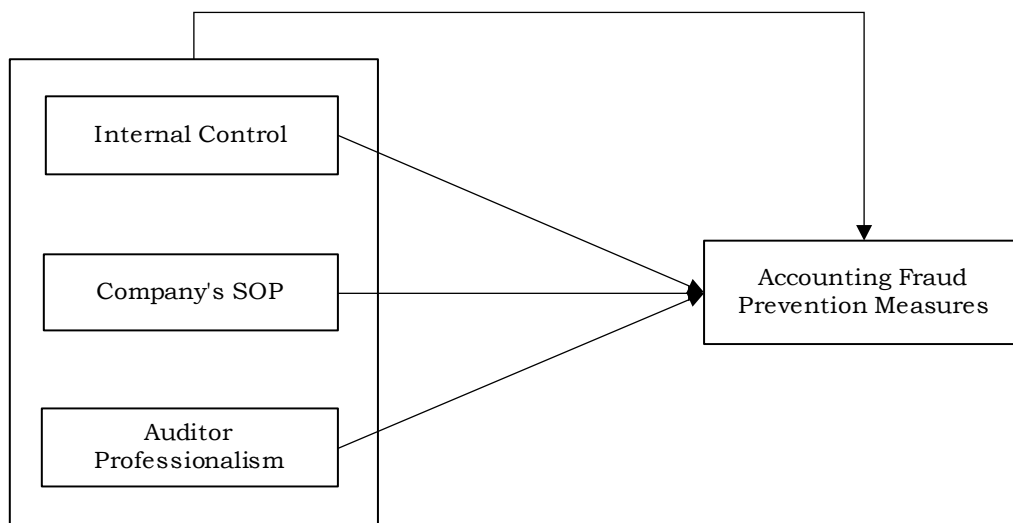 Internal Control
Company's SOP
Auditor
Professionalism
Accounting Fraud
Prevention Measures